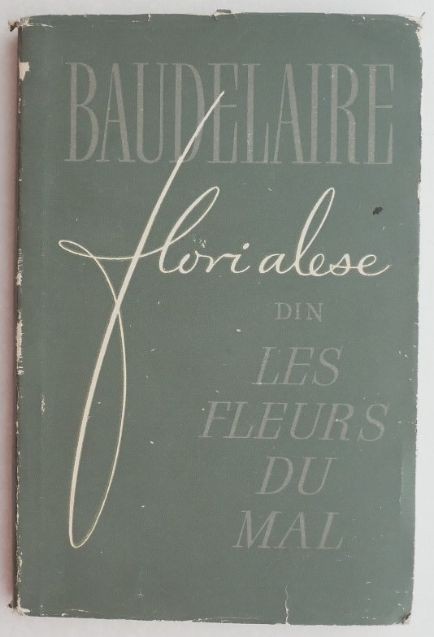 BAUDELAIRE
flori alese
DIN
LES
FLEURS
DU
MAL